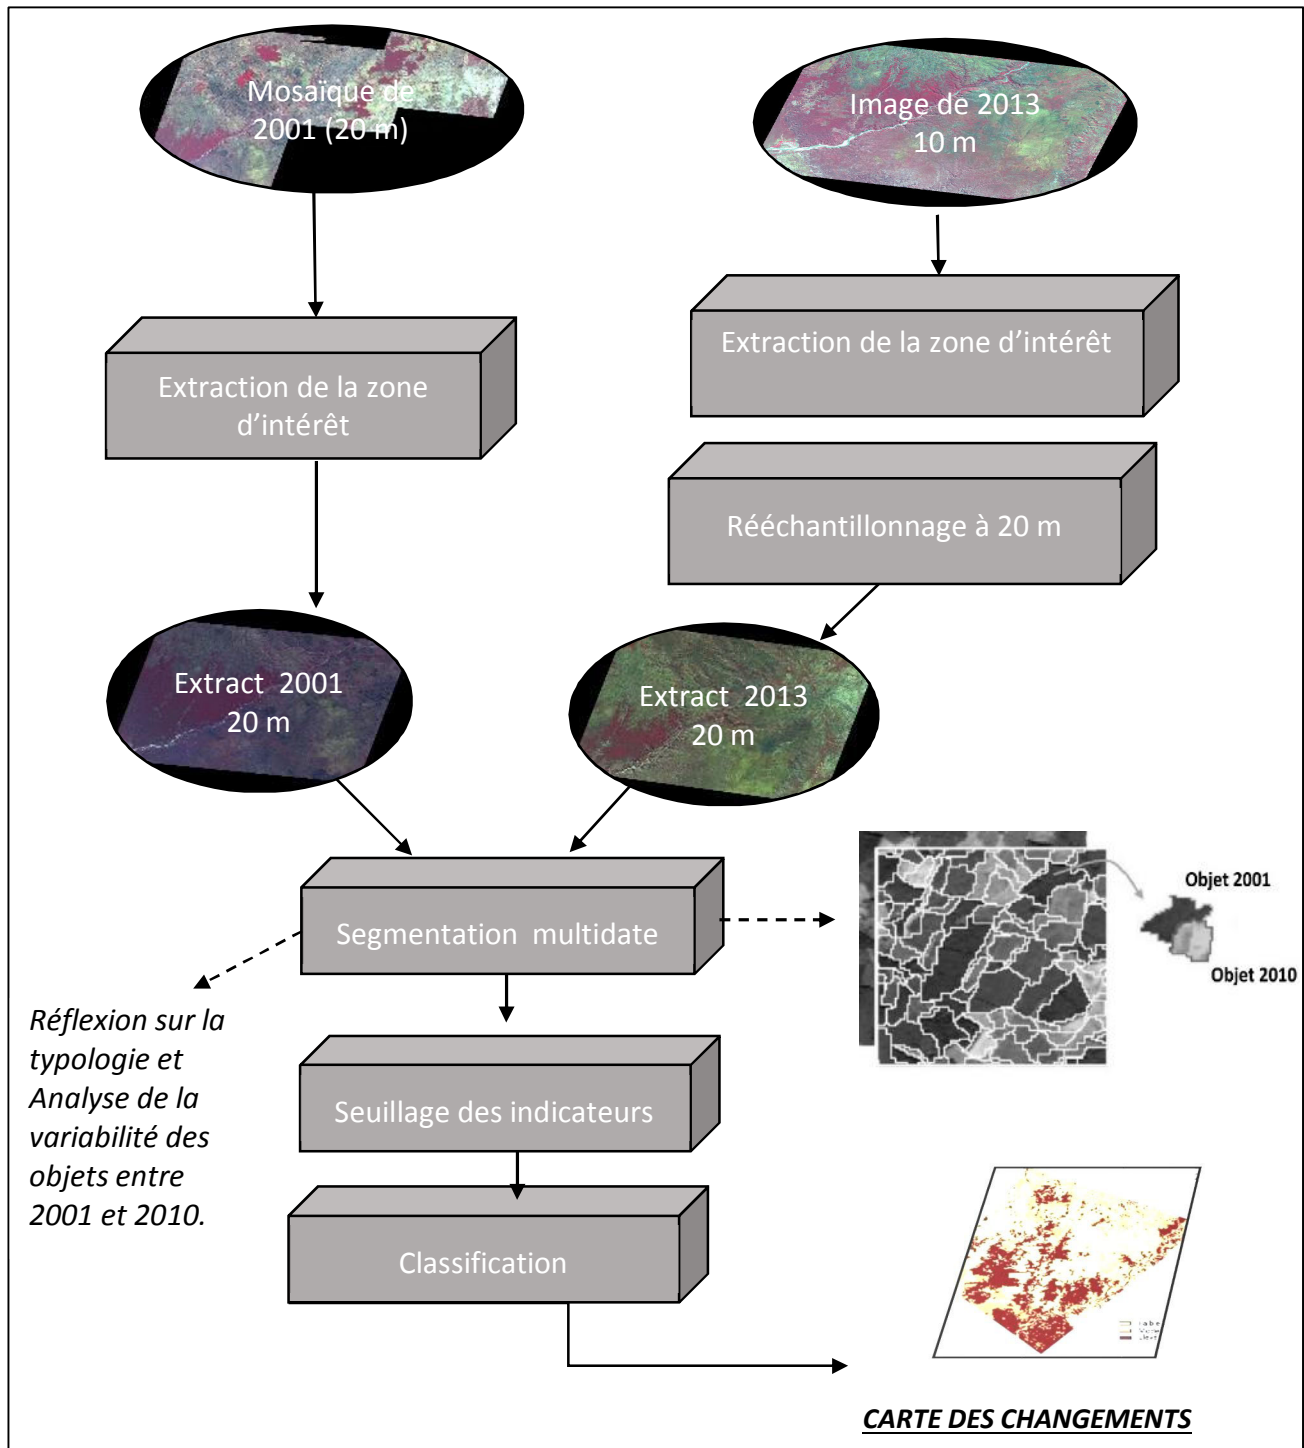 Mosaïque de
2001 (20 m)
Image de 2013
10 m
Extraction de la zone
d’intérêt
Extraction de la zone d’intérêt
Rééchantillonnage à 20 m
Extract 2001
20 m
Extract 2013
20 m
Segmentation multidate
Objet 2001
Objet 2010
Réflexion sur la
typologie et
Analyse de la
variabilité des
objets entre
2001 et 2010.
Seuillage des indicateurs
Classification
CARTE DES CHANGEMENTS